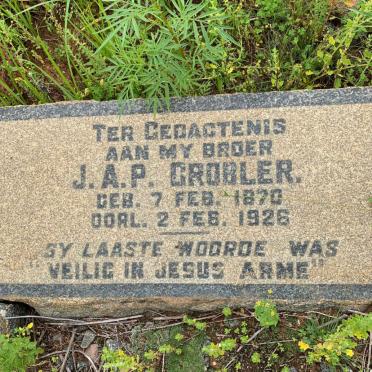 TER GEDACTENIS
AAN MY BROER
J.A.P. GROBLER.
GEB. 7 FEB. 1870
OORL. 2 FEB. 1926
SY LAASTE WOORDE WAS
"VEILIG IN JESUS ARME"